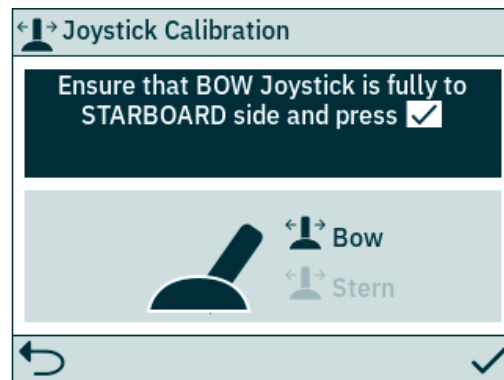 Joystick Calibration
Ensure that BOW Joystick is fully to
STARBOARD side and press
Bow
Stern